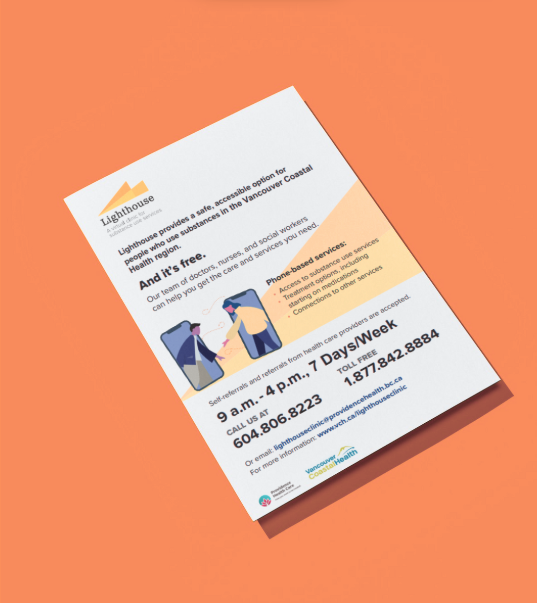 Lighthouse
A virtual clinic for
substance use services
Lighthouse provides a safe, accessible option for
people who use substances in the Vancouver Coastal
Health region.
And it's free.
Our team of doctors, nurses, and social workers
can help you get the care and services you need.
Phone-based services:
• Access to substance use services
• Treatment options, including
starting on medications
• Connections to other services
Self-referrals and referrals from health care providers are accepted.
9 a.m. - 4 p.m., 7 Days/Week
CALL US AT
604.806.8223
TOLL FREE
1.877.842.8884
Or email: lighthouseclinic@providencehealth.bc.ca
For more information: www.vch.ca/lighthouseclinic
Providence
Health Care
Vancouver
CoastalHealth